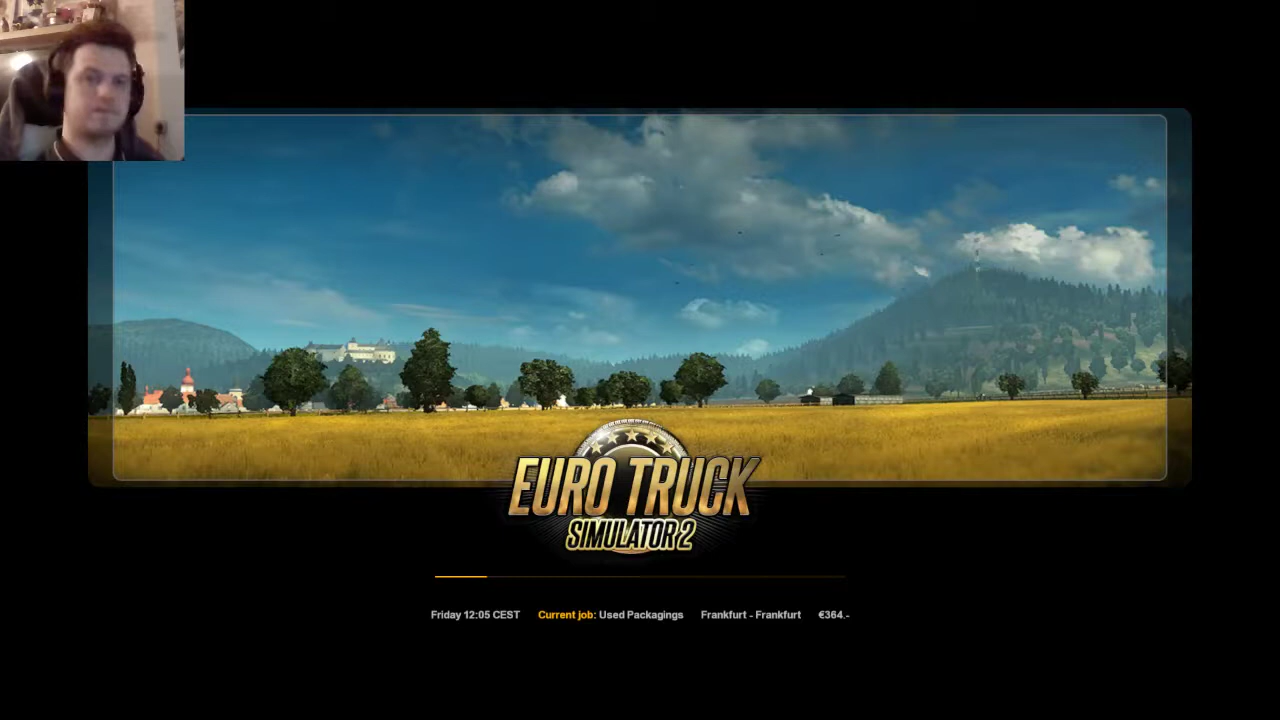 EURO TRUCK
SIMULATOR 2
Friday 12:05 CEST Current job: Used Packagings Frankfurt - Frankfurt €364.-